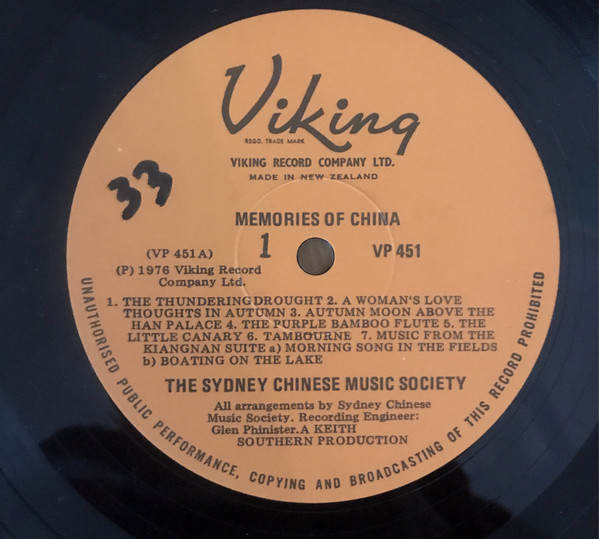 Viking
REGD. TRADE MARK
VIKING RECORD COMPANY LTD.
MADE IN NEW ZEALAND
33
MEMORIES OF CHINA
(VP 451A) 1 VP 451
(P) 1976 Viking Record
Company Ltd.
1. THE THUNDERING DROUGHT 2. A WOMAN'S LOVE
THOUGHTS IN AUTUMN 3. AUTUMN MOON ABOVE THE
HAN PALACE 4. THE PURPLE BAMBOO FLUTE 5. THE
LITTLE CANARY 6. TAMBOURNE 7. MUSIC FROM THE
KIANGNAN SUITE a) MORNING SONG IN THE FIELDS
b) BOATING ON THE LAKE
THE SYDNEY CHINESE MUSIC SOCIETY
All arrangements by Sydney Chinese
Music Society. Recording Engineer:
Glen Phinister. A KEITH
SOUTHERN PRODUCTION
UNAUTHORISED PUBLIC PERFORMANCE, COPYING AND BROADCASTING OF THIS RECORD PROHIBITED